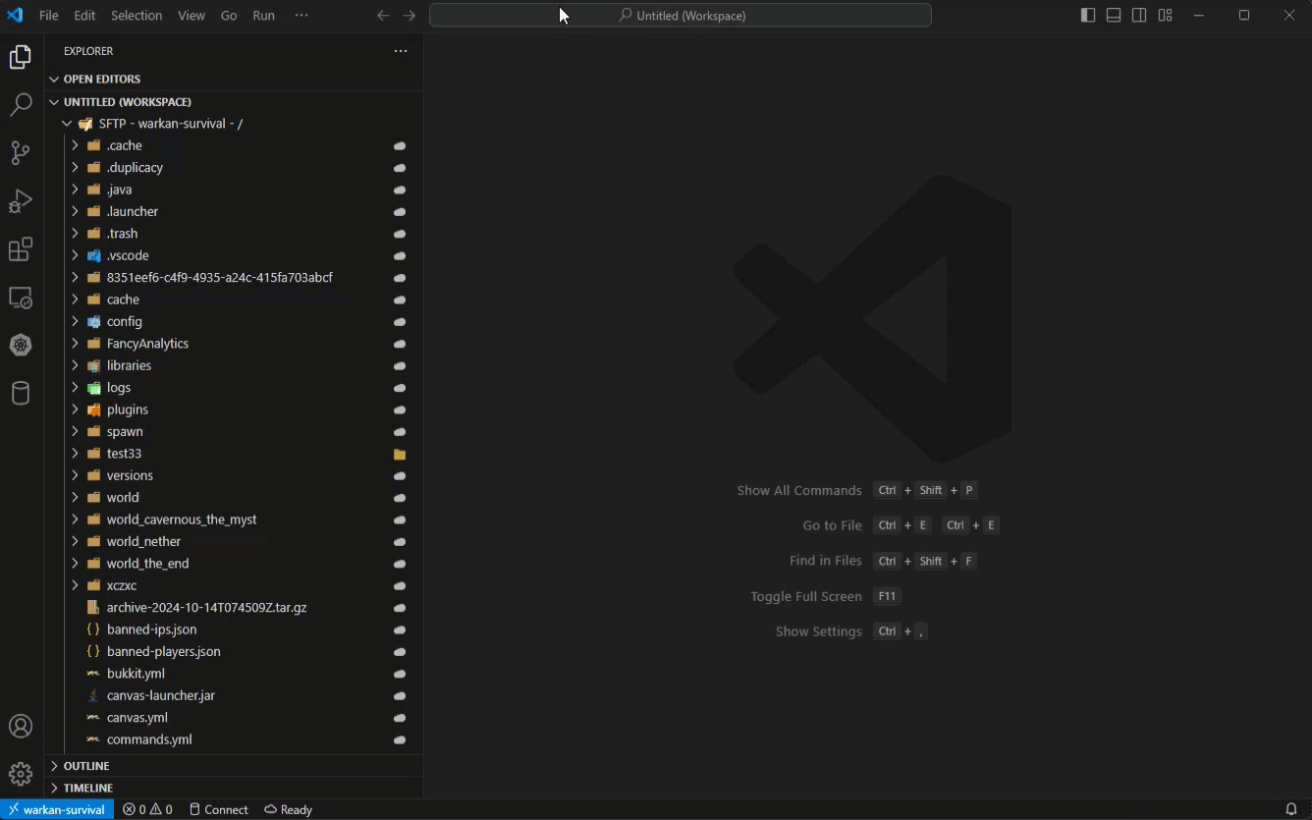 File Edit Selection View Go Run ··· Untitled (Workspace)
EXPLORER ···
OPEN EDITORS
UNTITLED (WORKSPACE)
SFTP - warkan-survival - /
.cache
.duplicacy
.java
.launcher
.trash
.vscode
8351eef6-c4f9-4935-a24c-415fa703abcf
cache
config
FancyAnalytics
libraries
logs
plugins
spawn
test33
versions
world
world_cavernous_the_myst
world_nether
world_the_end
xczxc
archive-2024-10-14T074509Z.tar.gz
banned-ips.json
banned-players.json
bukkit.yml
canvas-launcher.jar
canvas.yml
commands.yml
OUTLINE
TIMELINE
Show All Commands Ctrl + Shift + P
Go to File Ctrl + E Ctrl + E
Find in Files Ctrl + Shift + F
Toggle Full Screen F11
Show Settings Ctrl + ,
warkan-survival 0 0 Connect Ready